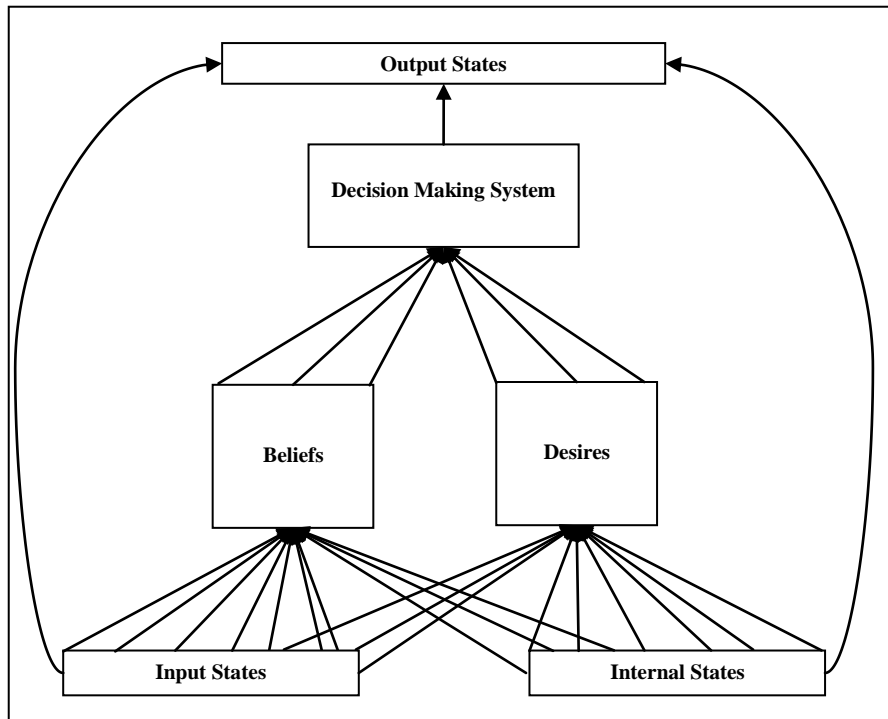 Output States
Decision Making System
Beliefs
Desires
Input States
Internal States